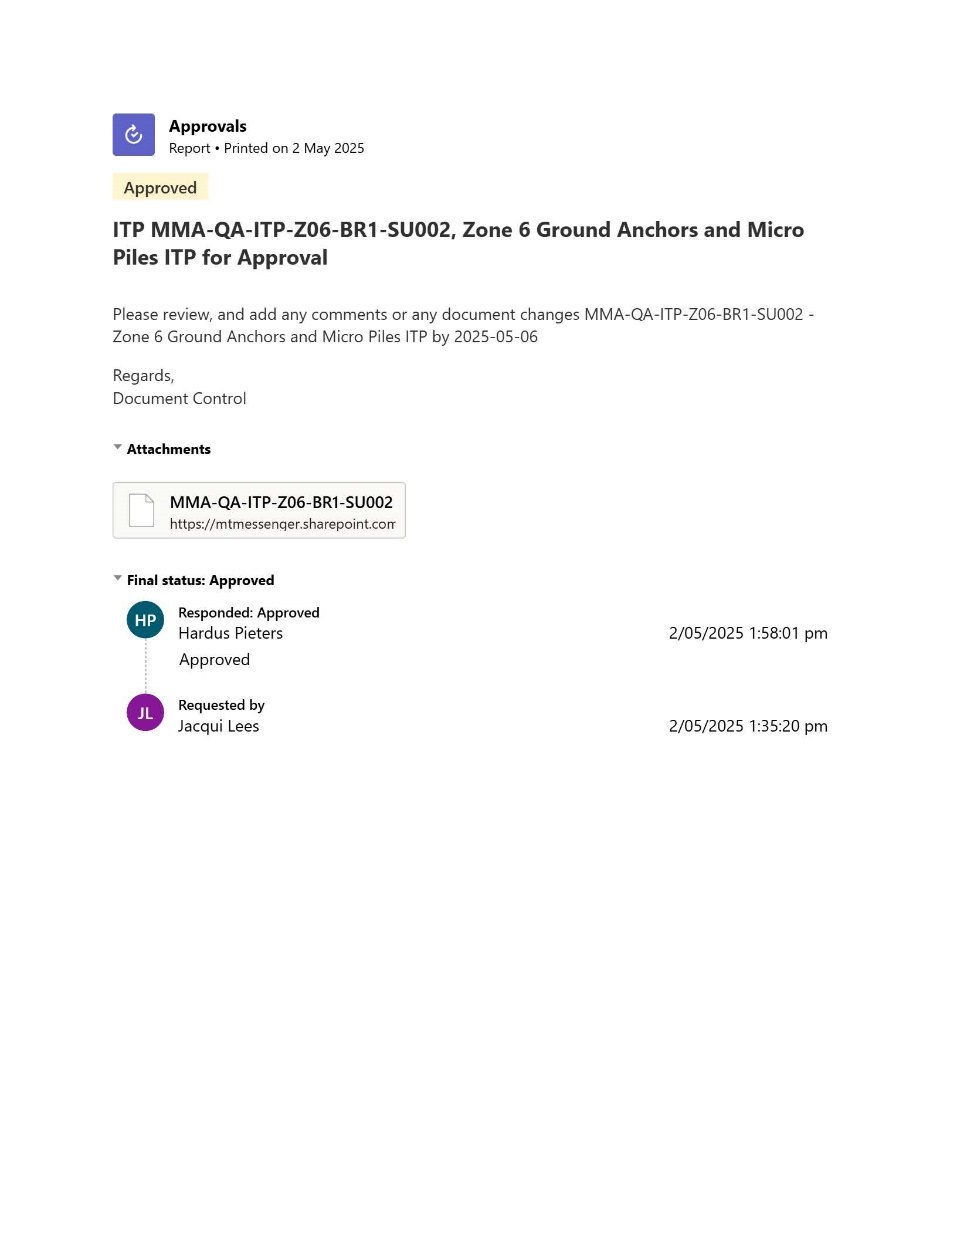 Approvals
Report • Printed on 2 May 2025
Approved
ITP MMA-QA-ITP-Z06-BR1-SU002, Zone 6 Ground Anchors and Micro
Piles ITP for Approval
Please review, and add any comments or any document changes MMA-QA-ITP-Z06-BR1-SU002 -
Zone 6 Ground Anchors and Micro Piles ITP by 2025-05-06
Regards,
Document Control
Attachments
MMA-QA-ITP-Z06-BR1-SU002
https://mtmessenger.sharepoint.com
Final status: Approved
HP
Responded: Approved
Hardus Pieters
2/05/2025 1:58:01 pm
Approved
JL
Requested by
Jacqui Lees
2/05/2025 1:35:20 pm